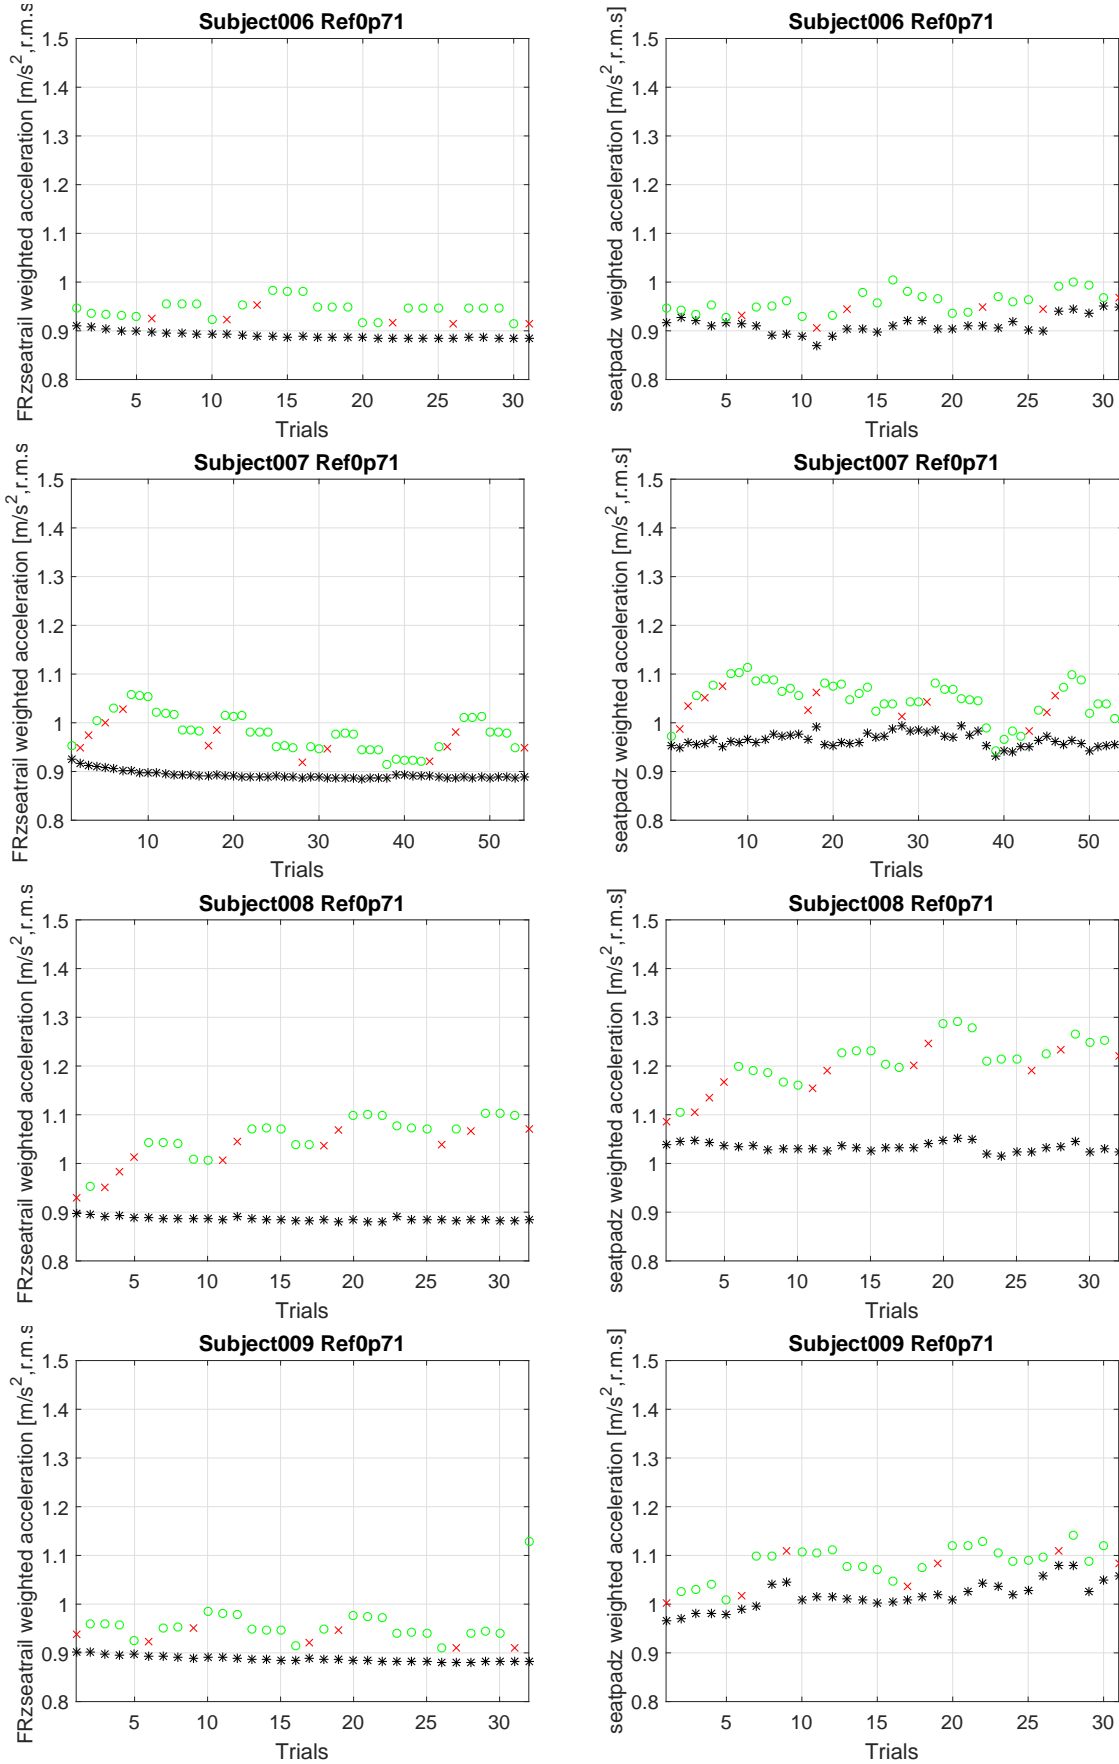 Subject006 Ref0p71
FRzseatrail weighted acceleration [m/s²,r.m.s
1.5
1.4
1.3
1.2
1.1
1
0.9
0.8
5 10 15 20 25 30
Trials
Subject006 Ref0p71
seatpadz weighted acceleration [m/s²,r.m.s]
1.5
1.4
1.3
1.2
1.1
1
0.9
0.8
5 10 15 20 25 30
Trials
Subject007 Ref0p71
FRzseatrail weighted acceleration [m/s²,r.m.s
1.5
1.4
1.3
1.2
1.1
1
0.9
0.8
10 20 30 40 50
Trials
Subject007 Ref0p71
seatpadz weighted acceleration [m/s²,r.m.s]
1.5
1.4
1.3
1.2
1.1
1
0.9
0.8
10 20 30 40 50
Trials
Subject008 Ref0p71
FRzseatrail weighted acceleration [m/s²,r.m.s
1.5
1.4
1.3
1.2
1.1
1
0.9
0.8
5 10 15 20 25 30
Trials
Subject008 Ref0p71
seatpadz weighted acceleration [m/s²,r.m.s]
1.5
1.4
1.3
1.2
1.1
1
0.9
0.8
5 10 15 20 25 30
Trials
Subject009 Ref0p71
FRzseatrail weighted acceleration [m/s²,r.m.s
1.5
1.4
1.3
1.2
1.1
1
0.9
0.8
5 10 15 20 25 30
Trials
Subject009 Ref0p71
seatpadz weighted acceleration [m/s²,r.m.s]
1.5
1.4
1.3
1.2
1.1
1
0.9
0.8
5 10 15 20 25 30
Trials